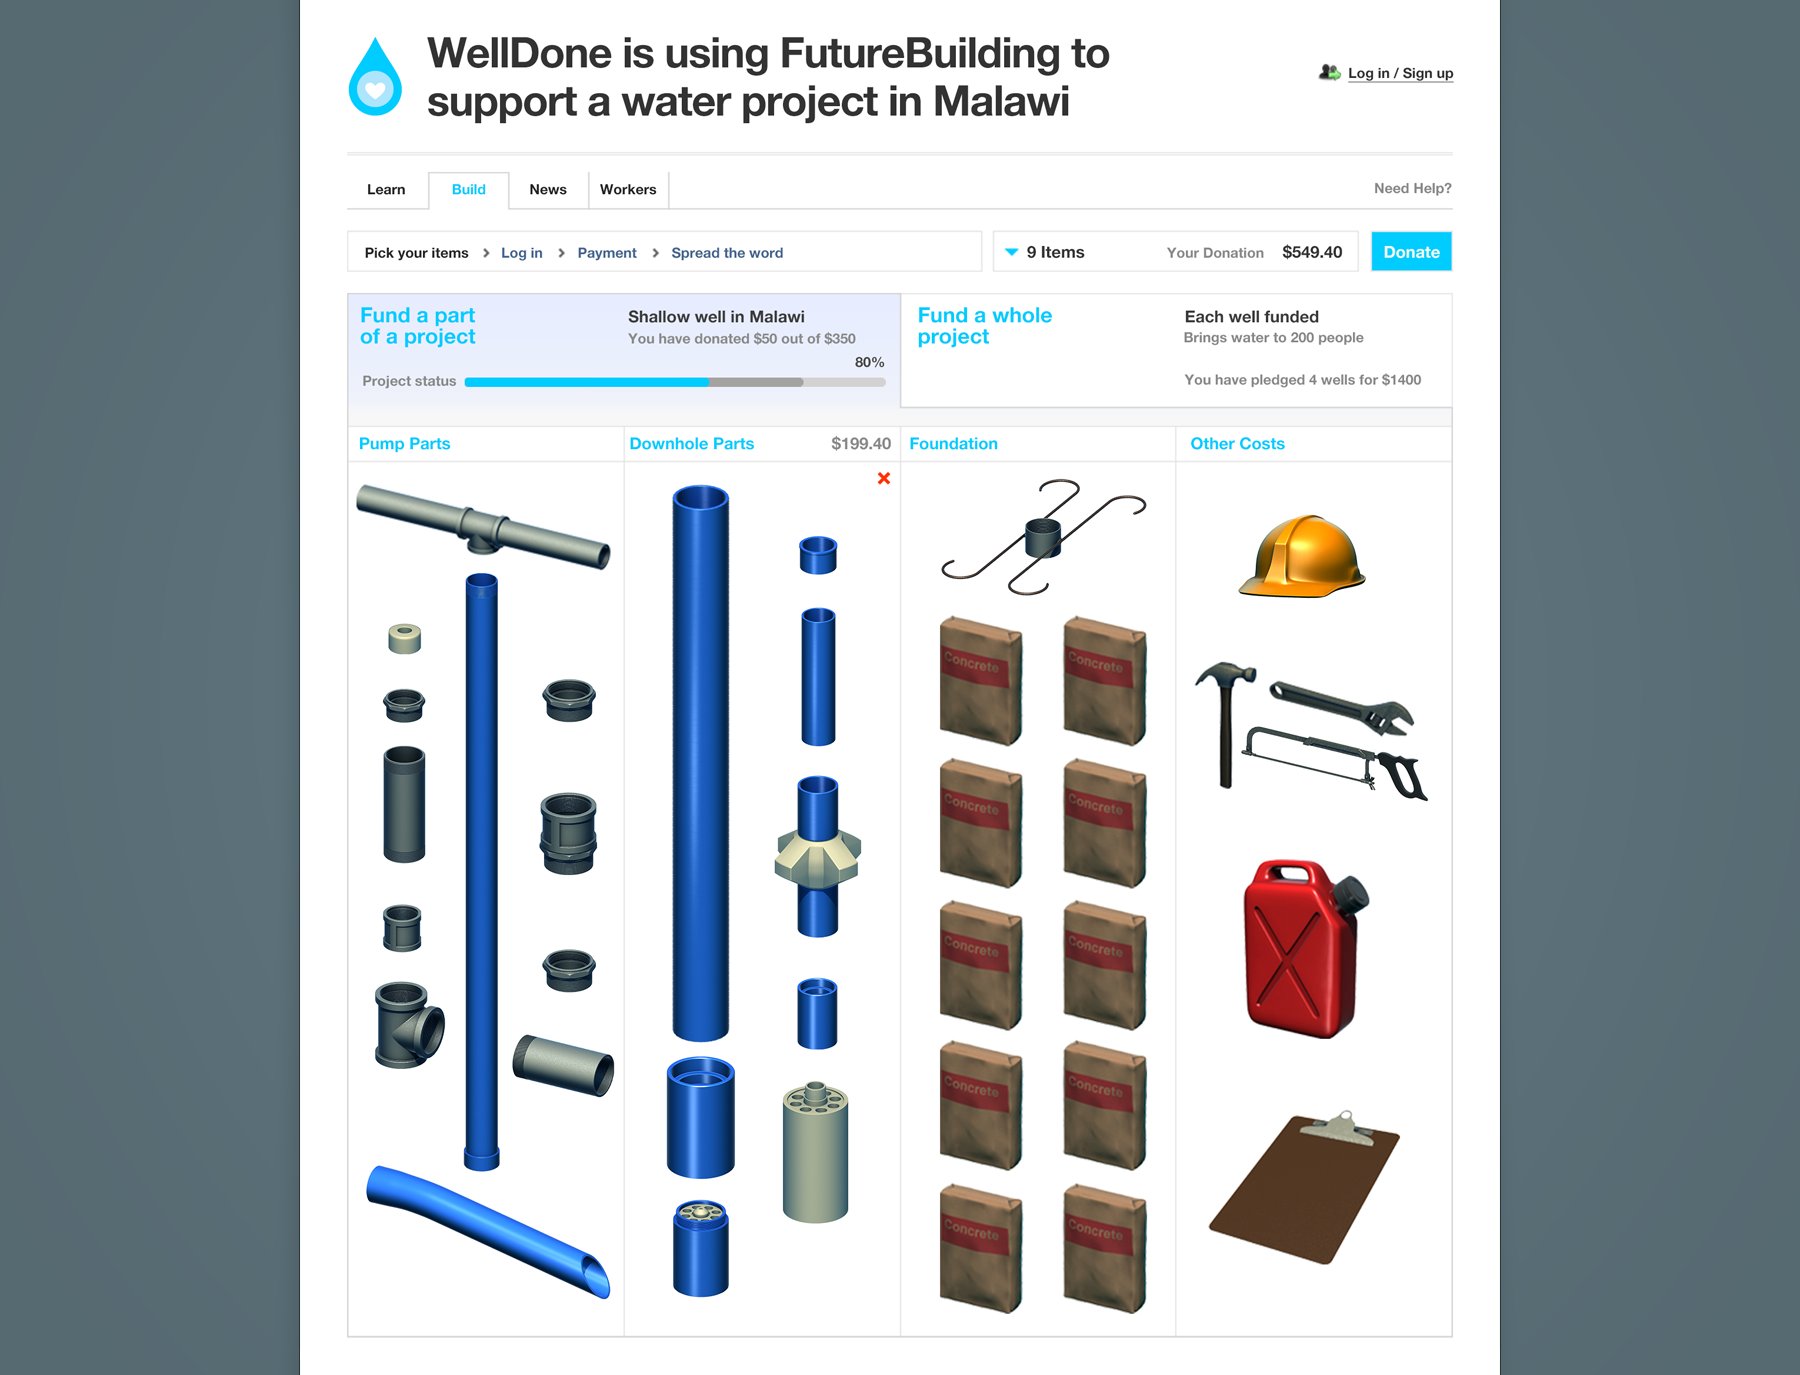 WellDone is using FutureBuilding to
support a water project in Malawi
Log in / Sign up
Learn
Build
News
Workers
Need Help?
Pick your items
Log in
Payment
Spread the word
9 Items
Your Donation
$549.40
Donate
Fund a part
of a project
Shallow well in Malawi
You have donated $50 out of $350
80%
Project status
Fund a whole
project
Each well funded
Brings water to 200 people
You have pledged 4 wells for $1400
Pump Parts
Downhole Parts
$199.40
Foundation
Other Costs
Concrete
Concrete
Concrete
Concrete
Concrete
Concrete
Concrete
Concrete
Concrete
Concrete